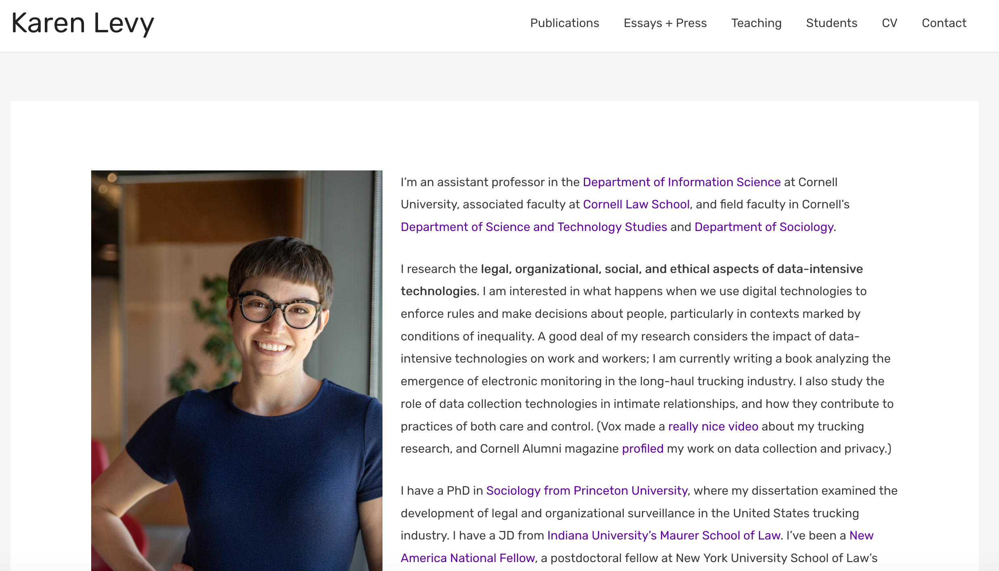 Karen Levy
Publications Essays + Press Teaching Students CV Contact
I’m an assistant professor in the Department of Information Science at Cornell
University, associated faculty at Cornell Law School, and field faculty in Cornell’s
Department of Science and Technology Studies and Department of Sociology.
I research the legal, organizational, social, and ethical aspects of data-intensive
technologies. I am interested in what happens when we use digital technologies to
enforce rules and make decisions about people, particularly in contexts marked by
conditions of inequality. A good deal of my research considers the impact of data-
intensive technologies on work and workers; I am currently writing a book analyzing the
emergence of electronic monitoring in the long-haul trucking industry. I also study the
role of data collection technologies in intimate relationships, and how they contribute to
practices of both care and control. (Vox made a really nice video about my trucking
research, and Cornell Alumni magazine profiled my work on data collection and privacy.)
I have a PhD in Sociology from Princeton University, where my dissertation examined the
development of legal and organizational surveillance in the United States trucking
industry. I have a JD from Indiana University’s Maurer School of Law. I’ve been a New
America National Fellow, a postdoctoral fellow at New York University School of Law’s